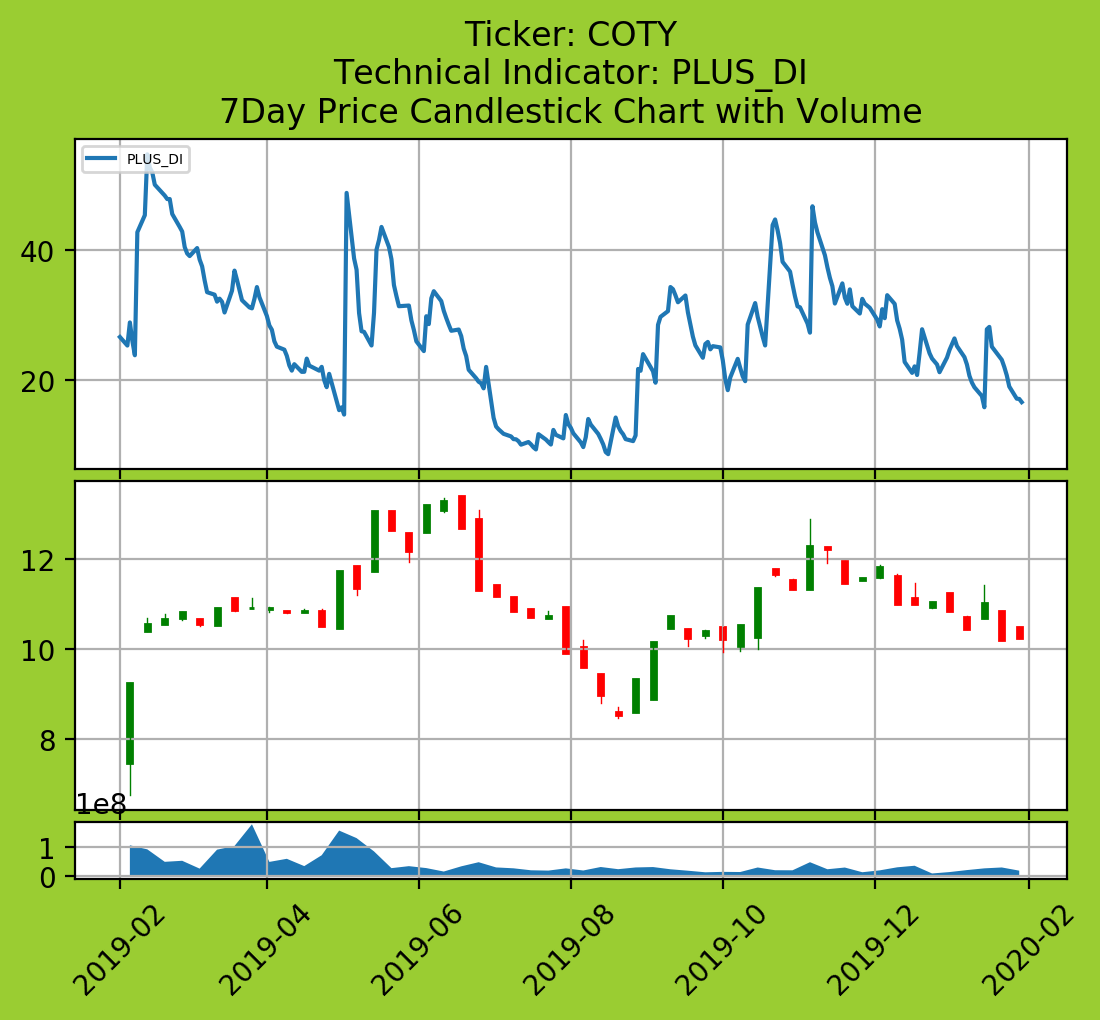 Ticker: COTY
Technical Indicator: PLUS_DI
7Day Price Candlestick Chart with Volume
PLUS_DI
40
20
12
10
8
1e8
1
0
2019-02
2019-04
2019-06
2019-08
2019-10
2019-12
2020-02